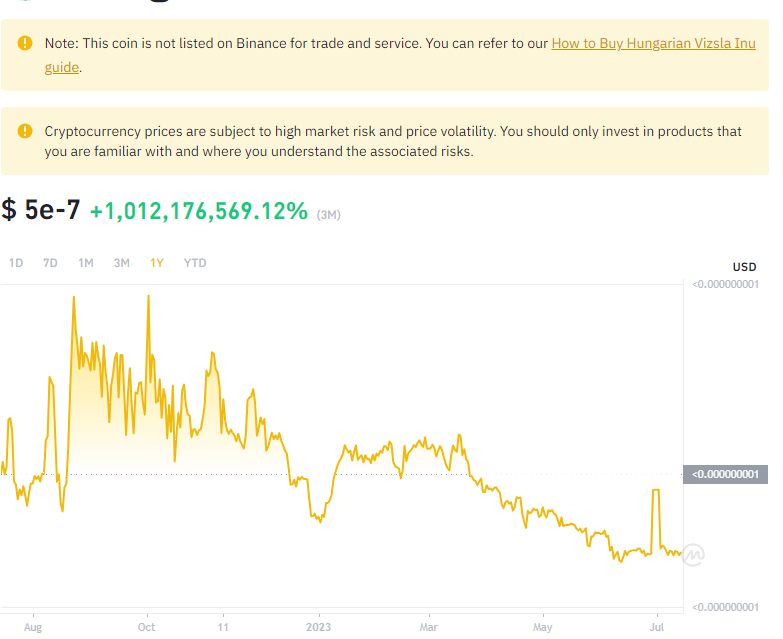 Note: This coin is not listed on Binance for trade and service. You can refer to our How to Buy Hungarian Vizsla Inu
guide.
Cryptocurrency prices are subject to high market risk and price volatility. You should only invest in products that
you are familiar with and where you understand the associated risks.
$ 5e-7 +1,012,176,569.12% (3M)
1D 7D 1M 3M 1Y YTD
USD
<0.000000001
<0.000000001
<0.000000001
Aug Oct 11 2023 Mar May Jul